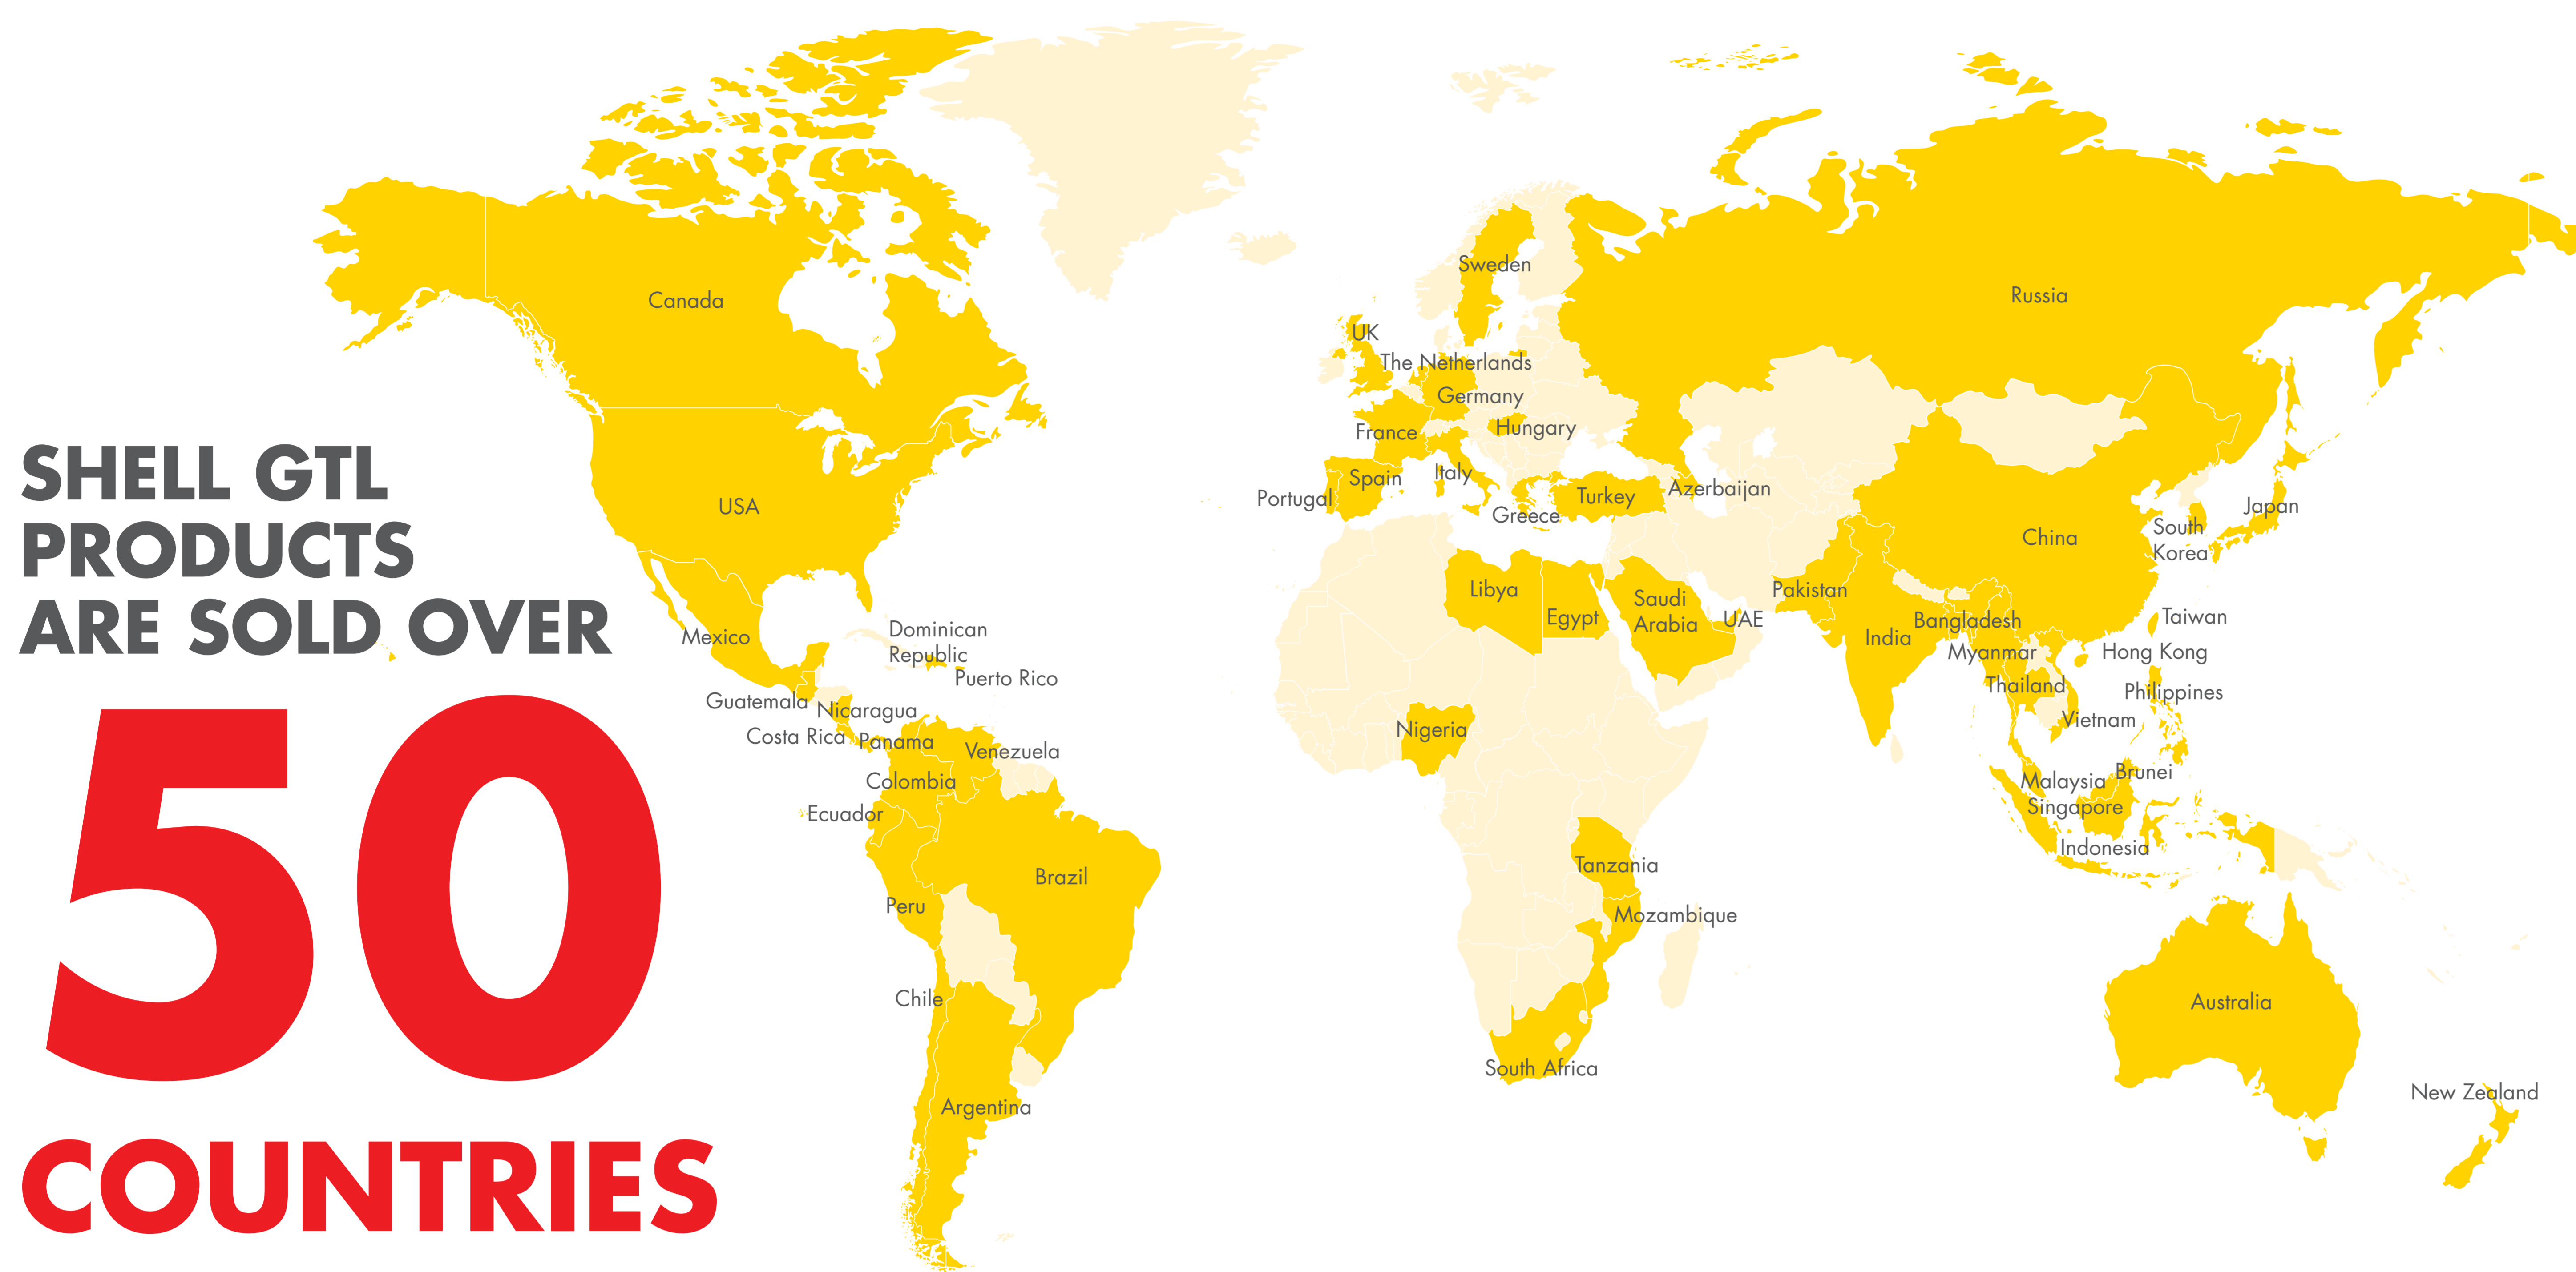 SHELL GTL
PRODUCTS
ARE SOLD OVER
50
COUNTRIES
Canada
USA
Mexico
Dominican
Republic
Puerto Rico
Guatemala
Nicaragua
Costa Rica
Panama
Venezuela
Colombia
Ecuador
Brazil
Peru
Chile
Argentina
Sweden
UK
The Netherlands
Germany
France
Hungary
Spain
Italy
Portugal
Greece
Turkey
Azerbaijan
Russia
Libya
Egypt
Saudi
Arabia
UAE
Nigeria
Tanzania
Mozambique
South Africa
Pakistan
India
Bangladesh
Myanmar
Thailand
Vietnam
China
South
Korea
Japan
Taiwan
Hong Kong
Philippines
Malaysia
Brunei
Singapore
Indonesia
Australia
New Zealand